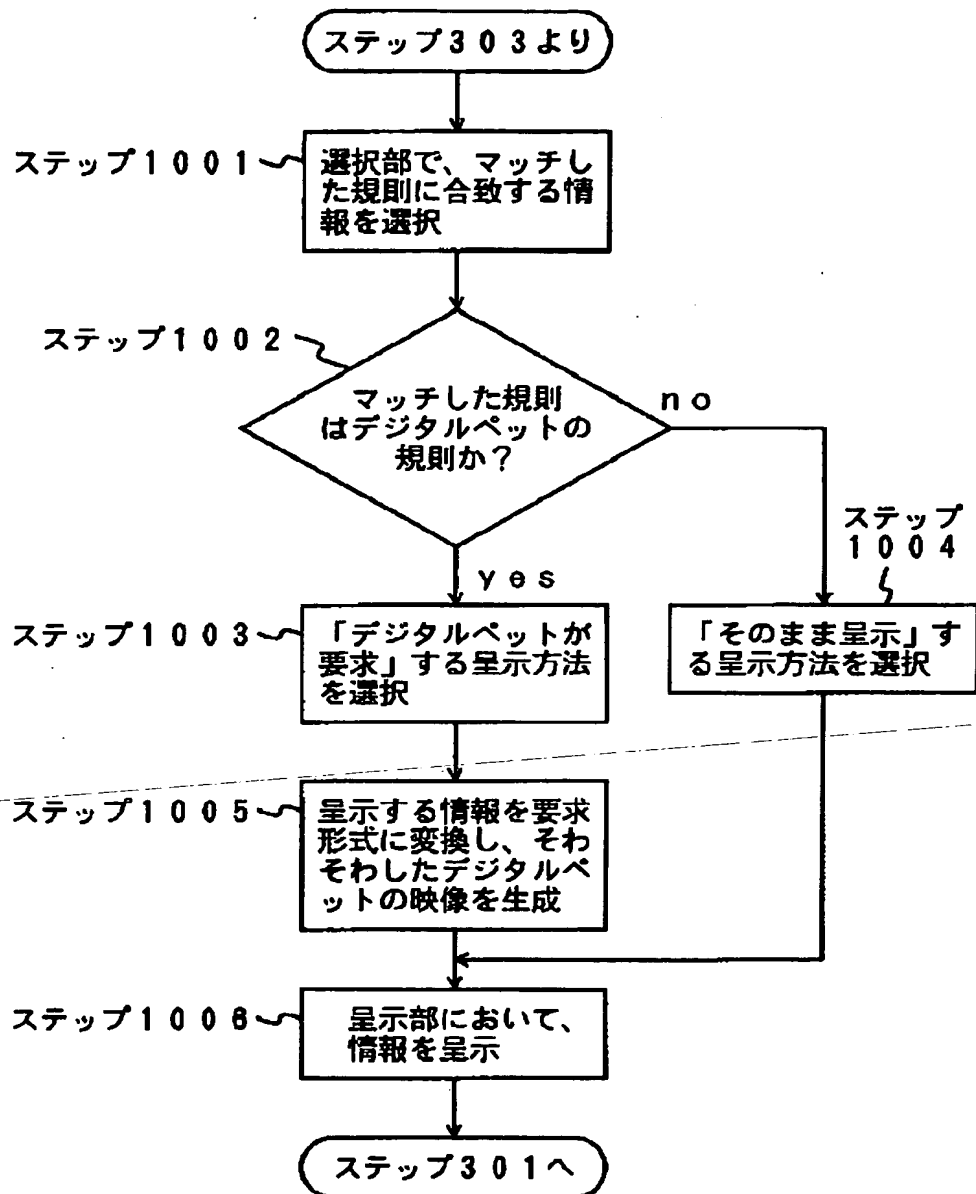 ステップ303より
ステップ1001
選択部で、マッチし
た規則に合致する情
報を選択
ステップ1002
マッチした規則
はデジタルペットの
規則か?
no
yes
ステップ
1004
ステップ1003
「デジタルペットが
要求」する呈示方法
を選択
「そのまま呈示」す
る呈示方法を選択
ステップ1005
呈示する情報を要求
形式に変換し、そわ
そわしたデジタルペ
ットの映像を生成
ステップ1006
呈示部において、
情報を呈示
ステップ301へ